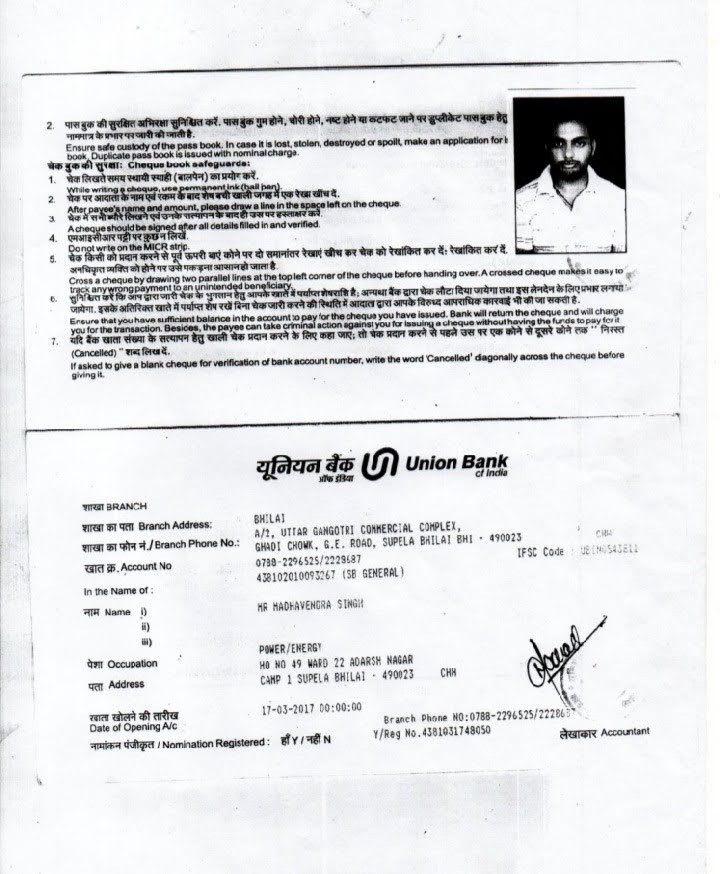 2. पासबुक की सुरक्षित अभिरक्षा सुनिश्चित करें. पासबुक गुम होने, चोरी होने, नष्ट होने या कटफट जाने पर डुप्लीकेट पासबुक हेतु
नाममात्र के प्रभार पर जारी की जाती है.
Ensure safe custody of the pass book. In case it is lost, stolen, destroyed or spoilt, make an application for
book. Duplicate pass book is issued with nominal charge.
चेक बुक की सुरक्षा: Cheque book safeguards:
1. चेक लिखते समय स्थायी स्याही (बालपेन) का प्रयोग करें.
While writing a cheque, use permanent ink (ball pen).
2. चेक पर आदाता के नाम एवं रकम के बाद शेष बची खाली जगह में एक रेखा खींच दें.
After payee's name and amount, please draw a line in the space left on the cheque.
3. चेक में सभी ब्यौरे लिखने एवं उनके सत्यापन के बाद ही उस पर हस्ताक्षर करें
A cheque should be signed after all details filled in and verified.
4. एमआईसीआर पट्टी पर कुछ न लिखें.
Do not write on the MICR strip.
5. चेक किसी को प्रदान करने से पूर्व ऊपरी बाएं कोने पर दो समानांतर रेखाएं खींच कर चेक को रेखांकित कर दें: रेखांकित कर दें.
अनधिकृत व्यक्ति को होने पर उसे पकड़ना आसान हो जाता है.
Cross a cheque by drawing two parallel lines at the top left corner of the cheque before handing over. A crossed cheque makes it easy to
track any wrong payment to an unintended beneficiary.
6. सुनिश्चित करें कि आप द्वारा जारी चेक के भुगतान हेतु आपके खाते में पर्याप्त शेष राशि है; अन्यथा बैंक द्वारा चेक लौटा दिया जायेगा तथा इस लेनदेन के लिए प्रभार लगाया
जायेगा. इसके अतिरिक्त खाते में पर्याप्त शेष रखें बिना चेक जारी करने की स्थिति में आदाता द्वारा आपके विरुध्द आपराधिक कारवाई भी की जा सकती है.
Ensure that you have sufficient balance in the account to pay for the cheque you have issued. Bank will return the cheque and will charge
you for the transaction. Besides, the payee can take criminal action against you for issuing a cheque without having the funds to pay for it.
7. यदि बैंक खाता संख्या के सत्यापन हेतु खाली चेक प्रदान करने के लिए कहा जाए; तो चेक प्रदान करने से पहले उस पर एक कोने से दूसरे कोने तक " निरस्त
(Cancelled) " शब्द लिख दें.
If asked to give a blank cheque for verification of bank account number, write the word 'Cancelled' diagonally across the cheque before
giving it.
यूनियन बैंक Union Bank
ऑफ इंडिया of India
शाखा BRANCH BHILAI
शाखा का पता Branch Address: A/2, UTTAR GANGOTRI COMMERCIAL COMPLEX,
GHADI CHOWK, G.E. ROAD, SUPELA BHILAI BHI - 490023 CHH
शाखा का फोन नं./Branch Phone No.: 0788-2296525/2228687 IFSC Code :
खाता क्र. Account No 438102010093267 (SB GENERAL)
In the Name of :
नाम Name i) MR MADHAVENDRA SINGH
ii)
iii)
पेशा Occupation POWER/ENERGY
पता Address HO NO 49 WARD 22 ADARSH NAGAR
CAMP 1 SUPELA BHILAI - 490023 CHH
खाता खोलने की तारीख 17-03-2017 00:00:00
Date of Opening A/c
Branch Phone NO:0788-2296525/222868
नामांकन पंजीकृत / Nomination Registered : हाँ Y / नहीं N Y/Reg No.4381031748050
लेखाकार Accountant